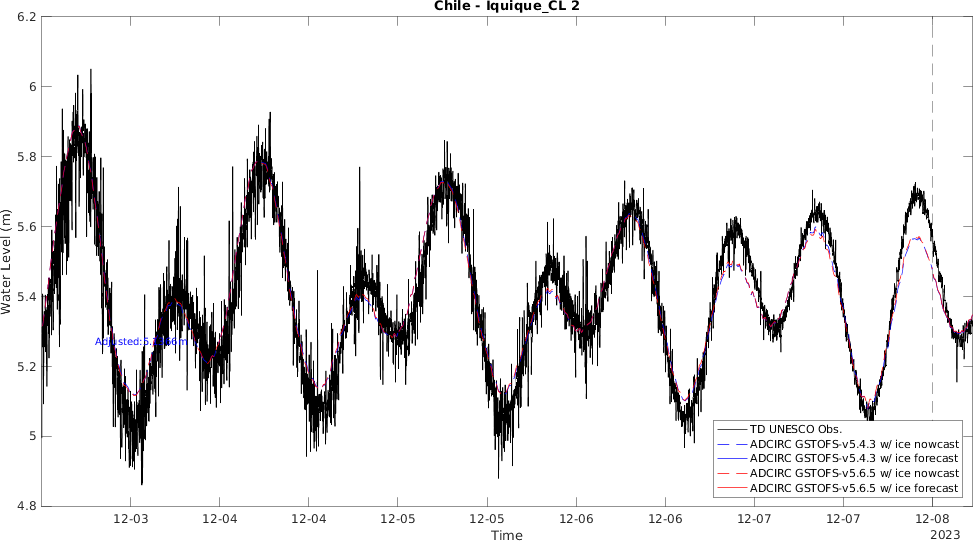 Chile - Iquique_CL 2
6.2
6
5.8
5.6
5.4
5.2
5
4.8
Water Level (m)
TD UNESCO Obs.
ADCIRC GSTOFS-v5.4.3 w/ ice nowcast
ADCIRC GSTOFS-v5.4.3 w/ ice forecast
ADCIRC GSTOFS-v5.6.5 w/ ice nowcast
ADCIRC GSTOFS-v5.6.5 w/ ice forecast
12-03 12-04 12-04 12-05 12-05 12-06 12-06 12-07 12-07 12-08
2023
Time